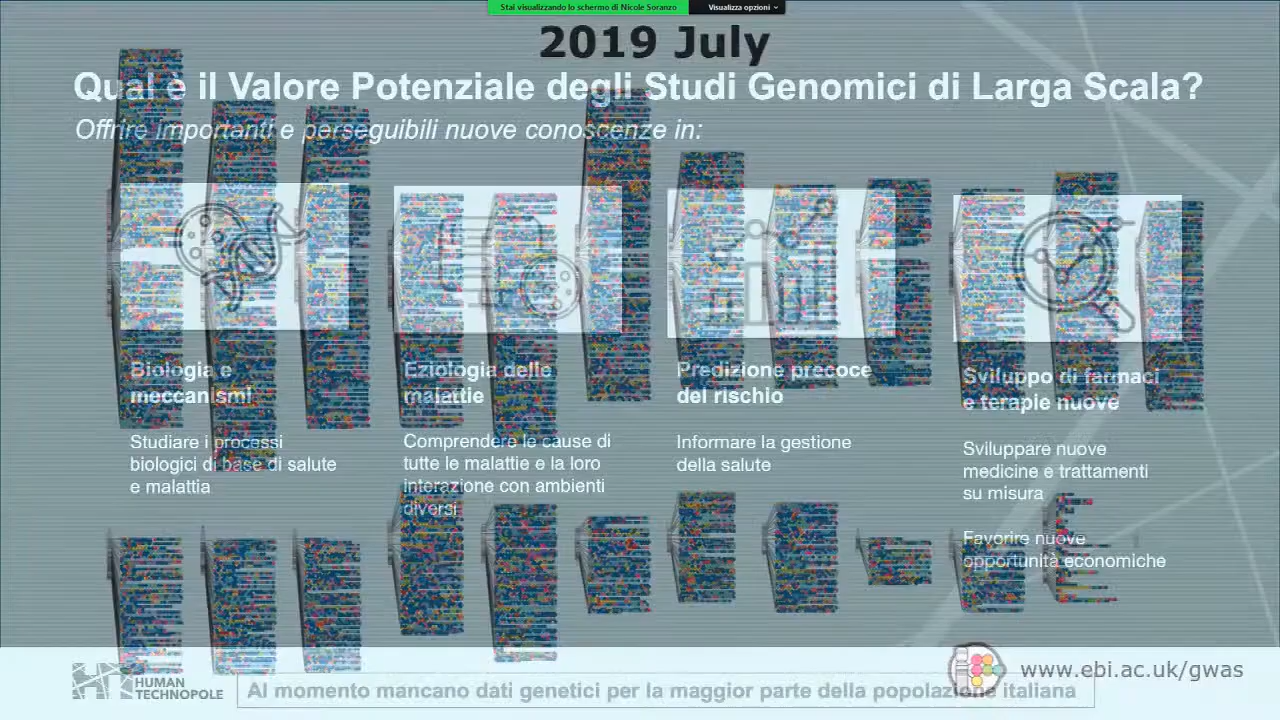 Stai visualizzando lo schermo di Nicole Soranzo
Visualizza opzioni
2019 July
Qual è il Valore Potenziale degli Studi Genomici di Larga Scala?
Offrire importanti e perseguibili nuove conoscenze in:
Biologia e
meccanismi
Studiare i processi
biologici di base di salute
e malattia
Eziologia delle
malattie
Comprendere le cause di
tutte le malattie e la loro
interazione con ambienti
diversi
Predizione precoce
del rischio
Informare la gestione
della salute
Sviluppo di farmaci
e terapie nuove
Sviluppare nuove
medicine e trattamenti
su misura
Favorire nuove
opportunità economiche
HT
HUMAN
TECHNOPOLE
www.ebi.ac.uk/gwas
Al momento mancano dati genetici per la maggior parte della popolazione italiana